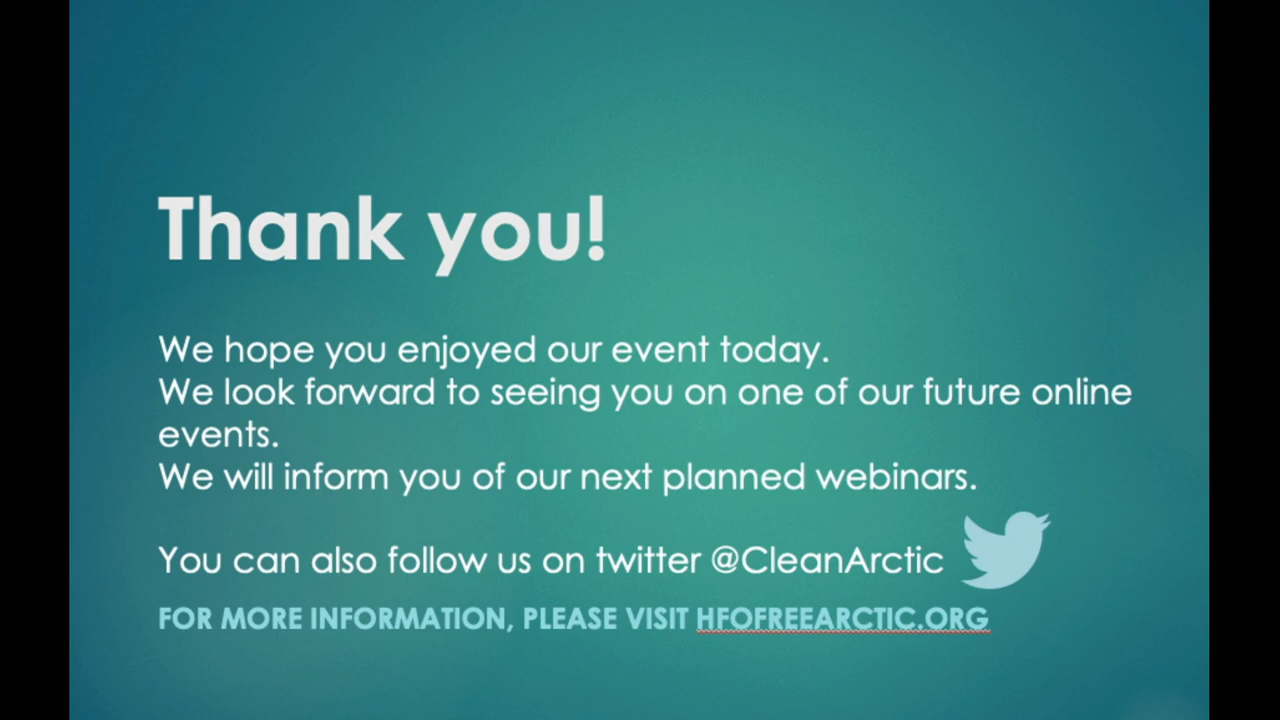 Thank you!
We hope you enjoyed our event today.
We look forward to seeing you on one of our future online
events.
We will inform you of our next planned webinars.
You can also follow us on twitter @CleanArctic
FOR MORE INFORMATION, PLEASE VISIT HFOFREEARCTIC.ORG